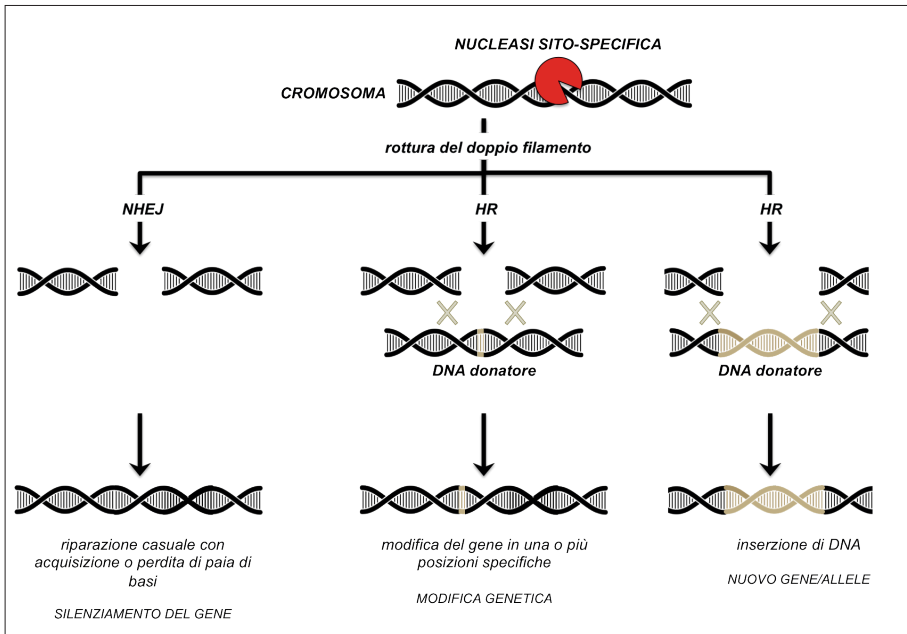 NUCLEASI SITO-SPECIFICA
CROMOSOMA
rottura del doppio filamento
NHEJ
HR
HR
DNA donatore
DNA donatore
riparazione casuale con
acquisizione o perdita di paia di
basi
SILENZIAMENTO DEL GENE
modifica del gene in una o più
posizioni specifiche
MODIFICA GENETICA
inserzione di DNA
NUOVO GENE/ALLELE